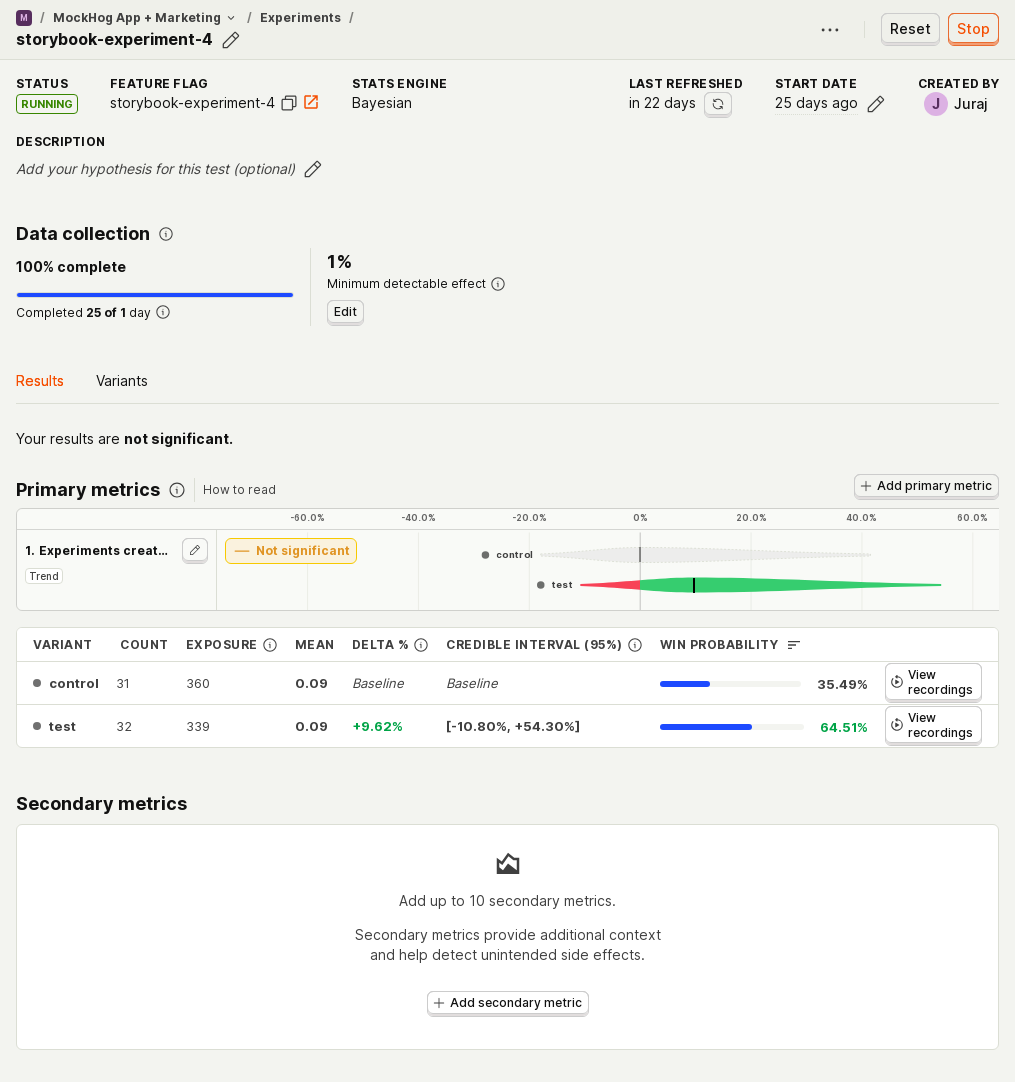 M / MockHog App + Marketing / Experiments /
storybook-experiment-4
Reset
Stop
STATUS
RUNNING
FEATURE FLAG
storybook-experiment-4
STATS ENGINE
Bayesian
LAST REFRESHED
in 22 days
START DATE
25 days ago
CREATED BY
J Juraj
DESCRIPTION
Add your hypothesis for this test (optional)
Data collection
100% complete
Completed 25 of 1 day
1%
Minimum detectable effect
Edit
Results Variants
Your results are not significant.
Primary metrics How to read
Add primary metric
-60.0% -40.0% -20.0% 0% 20.0% 40.0% 60.0%
1. Experiments creat...
Trend
— Not significant
control
test
VARIANT COUNT EXPOSURE MEAN DELTA % CREDIBLE INTERVAL (95%) WIN PROBABILITY
control 31 360 0.09 Baseline Baseline 35.49% View
recordings
test 32 339 0.09 +9.62% [-10.80%, +54.30%] 64.51% View
recordings
Secondary metrics
Add up to 10 secondary metrics.
Secondary metrics provide additional context
and help detect unintended side effects.
Add secondary metric